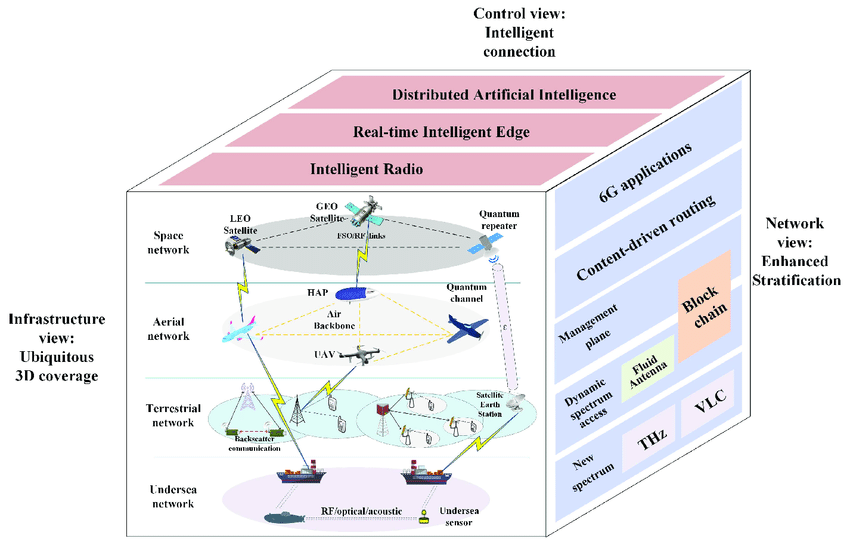 Control view:
Intelligent
connection
Distributed Artificial Intelligence
Real-time Intelligent Edge
Intelligent Radio
Infrastructure
view:
Ubiquitous
3D coverage
Space
network
LEO
Satellite
GEO
Satellite
FSO/RF links
Quantum
repeater
Aerial
network
HAP
Air
Backbone
UAV
Quantum
channel
Terrestrial
network
Backscatter
communication
Satellite
Earth
Station
Undersea
network
RF/optical/acoustic
Undersea
sensor
6G applications
Content-driven routing
Management
plane
Block
chain
Dynamic
spectrum
access
Fluid
Antenna
New
spectrum
THz
VLC
Network
view:
Enhanced
Stratification